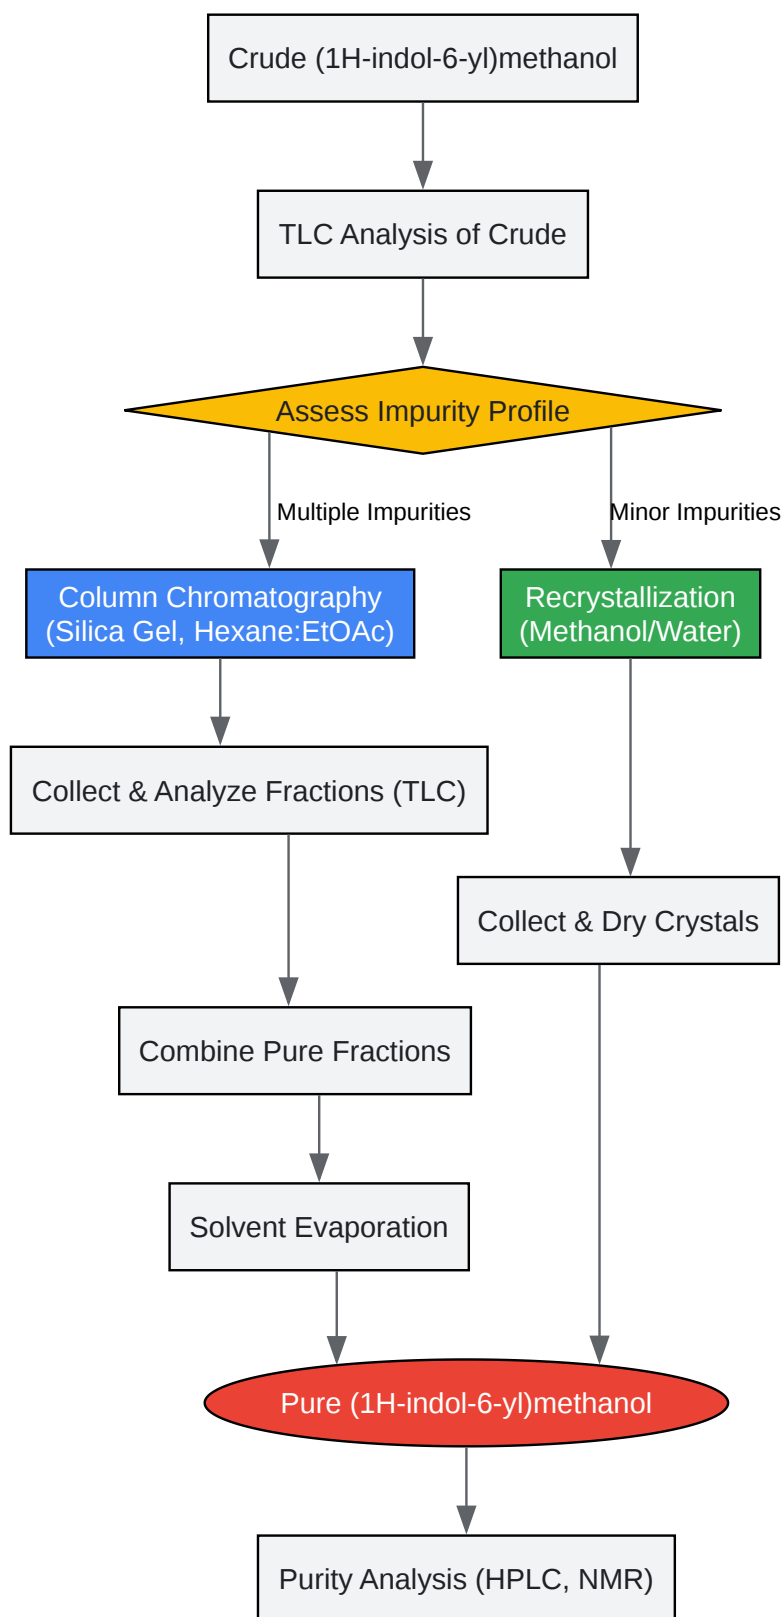 Crude (1H-indol-6-yl)methanol
TLC Analysis of Crude
Assess Impurity Profile
Multiple Impurities
Minor Impurities
Column Chromatography
(Silica Gel, Hexane:EtOAc)
Recrystallization
(Methanol/Water)
Collect & Analyze Fractions (TLC)
Collect & Dry Crystals
Combine Pure Fractions
Solvent Evaporation
Pure (1H-indol-6-yl)methanol
Purity Analysis (HPLC, NMR)